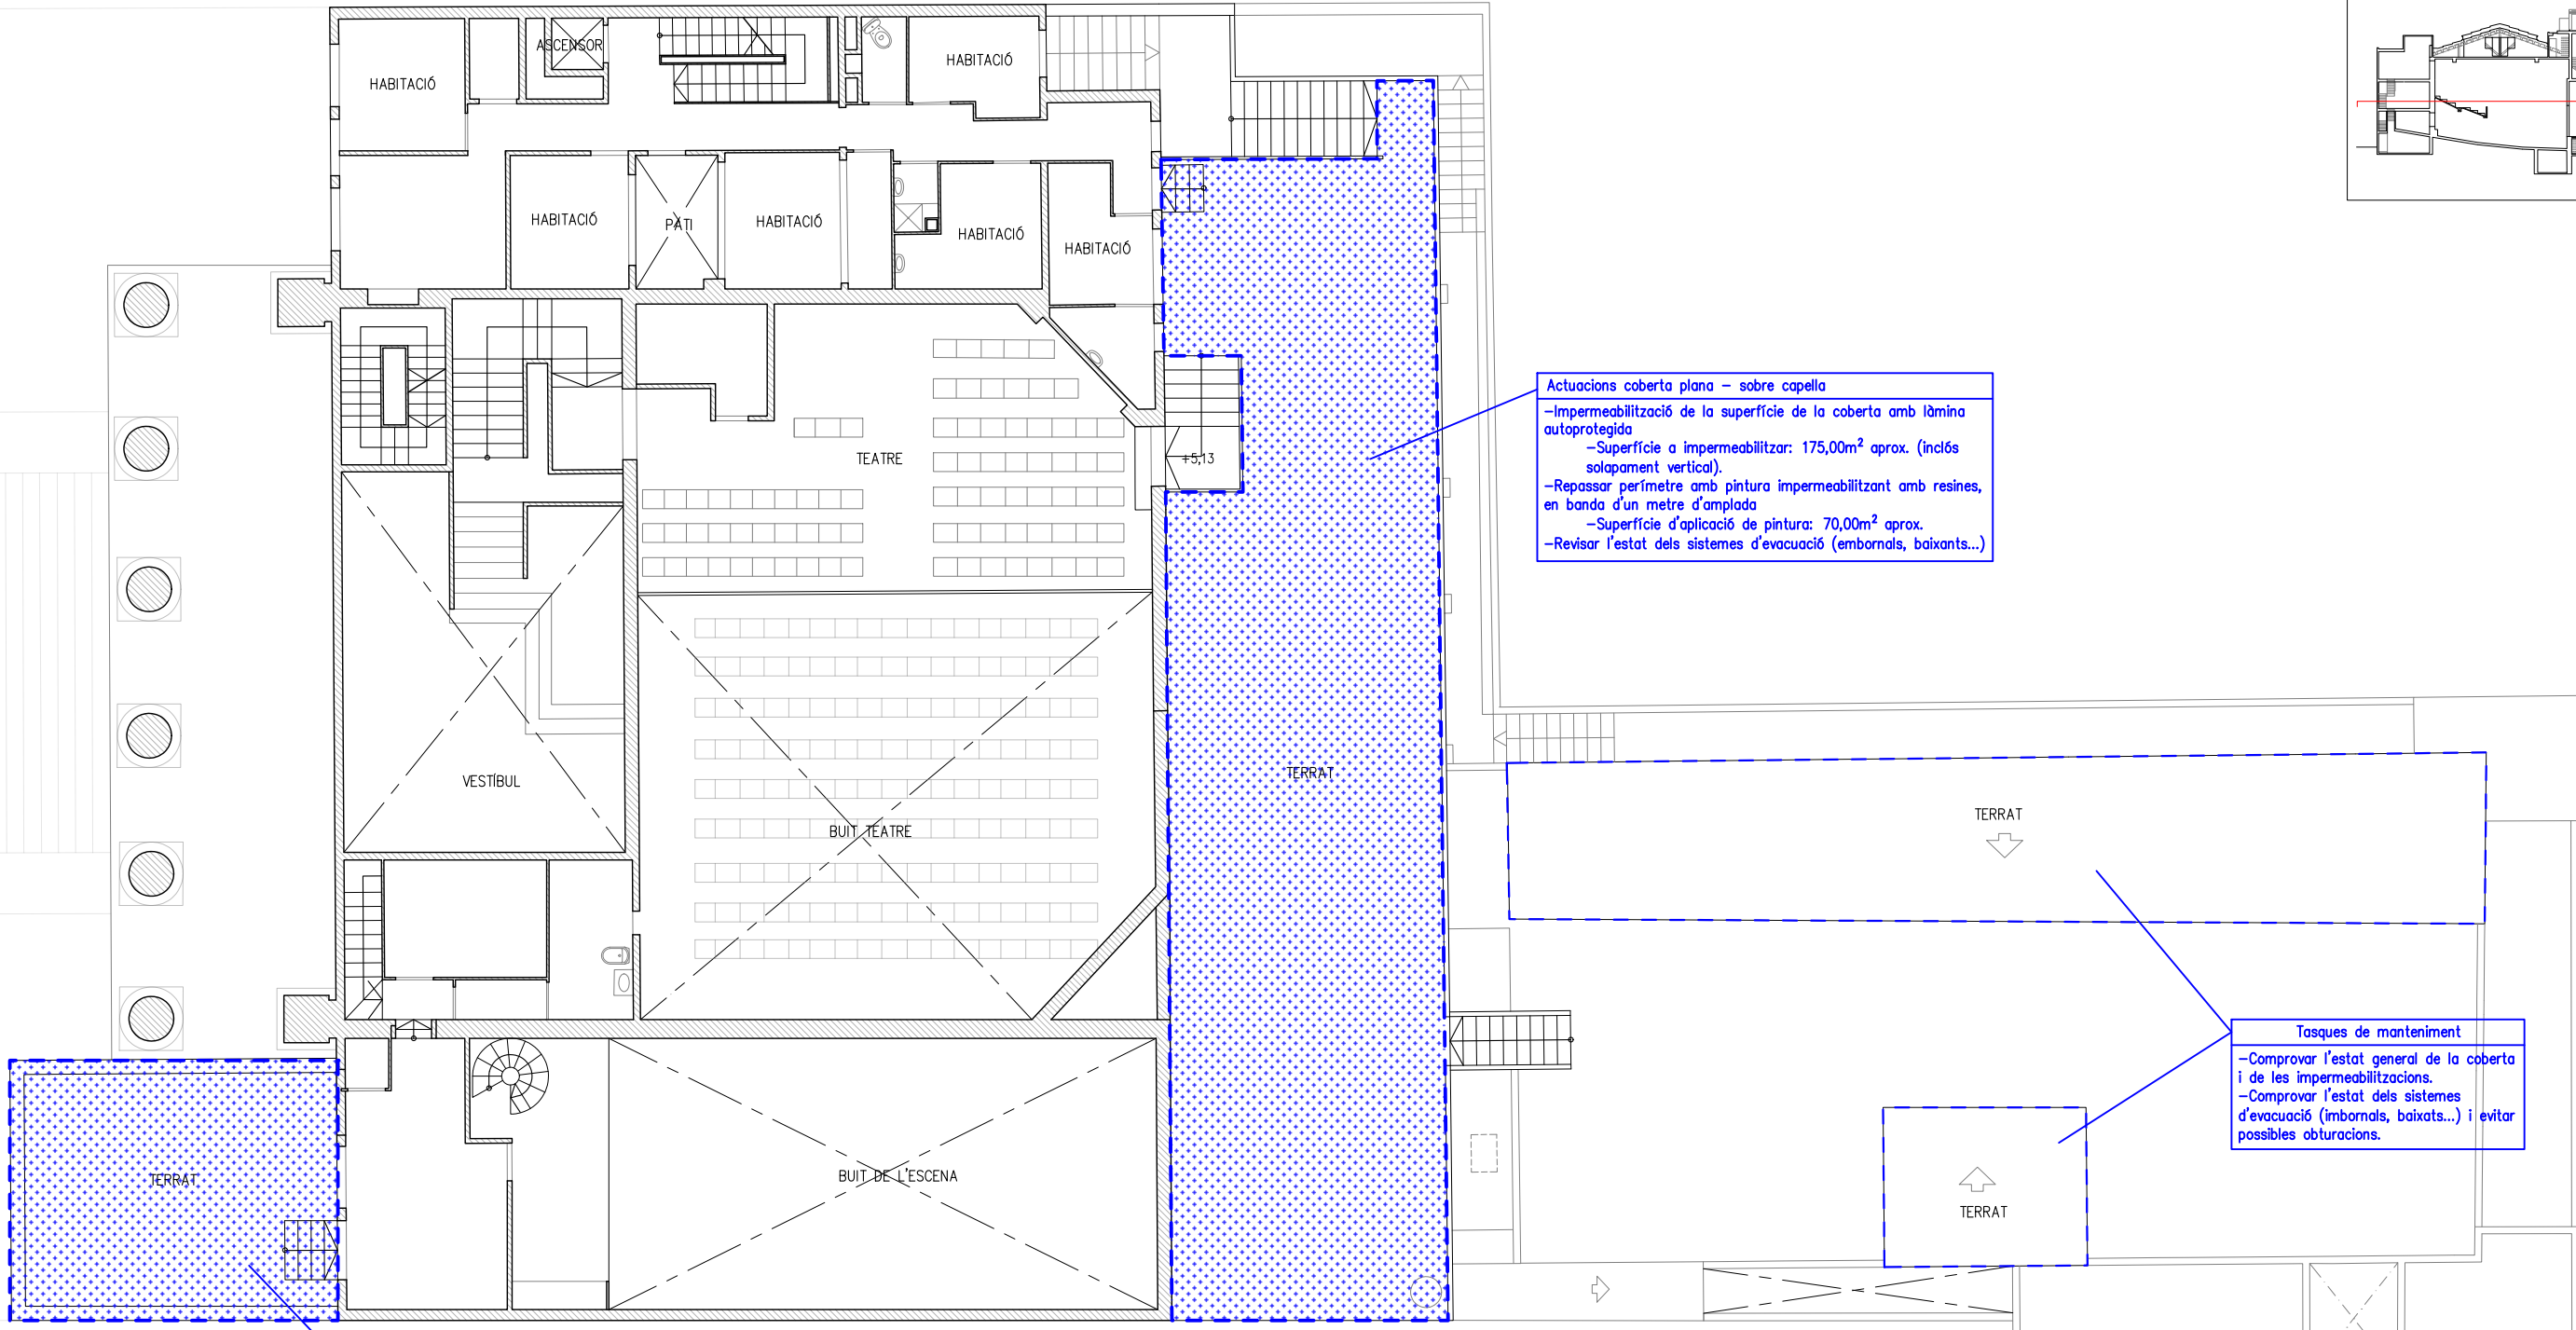 ASCENSOR
HABITACIÓ
HABITACIÓ
HABITACIÓ
PATI
HABITACIÓ
HABITACIÓ
HABITACIÓ
TEATRE
+5,13
Actuacions coberta plana – sobre capella
–Impermeabilització de la superfície de la coberta amb làmina
autoprotegida
–Superfície a impermeabilitzar: 175,00m² aprox. (inclós
solapament vertical).
–Repassar perímetre amb pintura impermeabilitzant amb resines,
en banda d'un metre d'amplada
–Superfície d'aplicació de pintura: 70,00m² aprox.
–Revisar l'estat dels sistemes d'evacuació (embornals, baixants...)
VESTÍBUL
BUIT TEATRE
TERRAT
TERRAT
Tasques de manteniment
–Comprovar l'estat general de la coberta
i de les impermeabilitzacions.
–Comprovar l'estat dels sistemes
d'evacuació (imbornals, baixats...) i evitar
possibles obturacions.
TERRAT
BUIT DE L'ESCENA
TERRAT